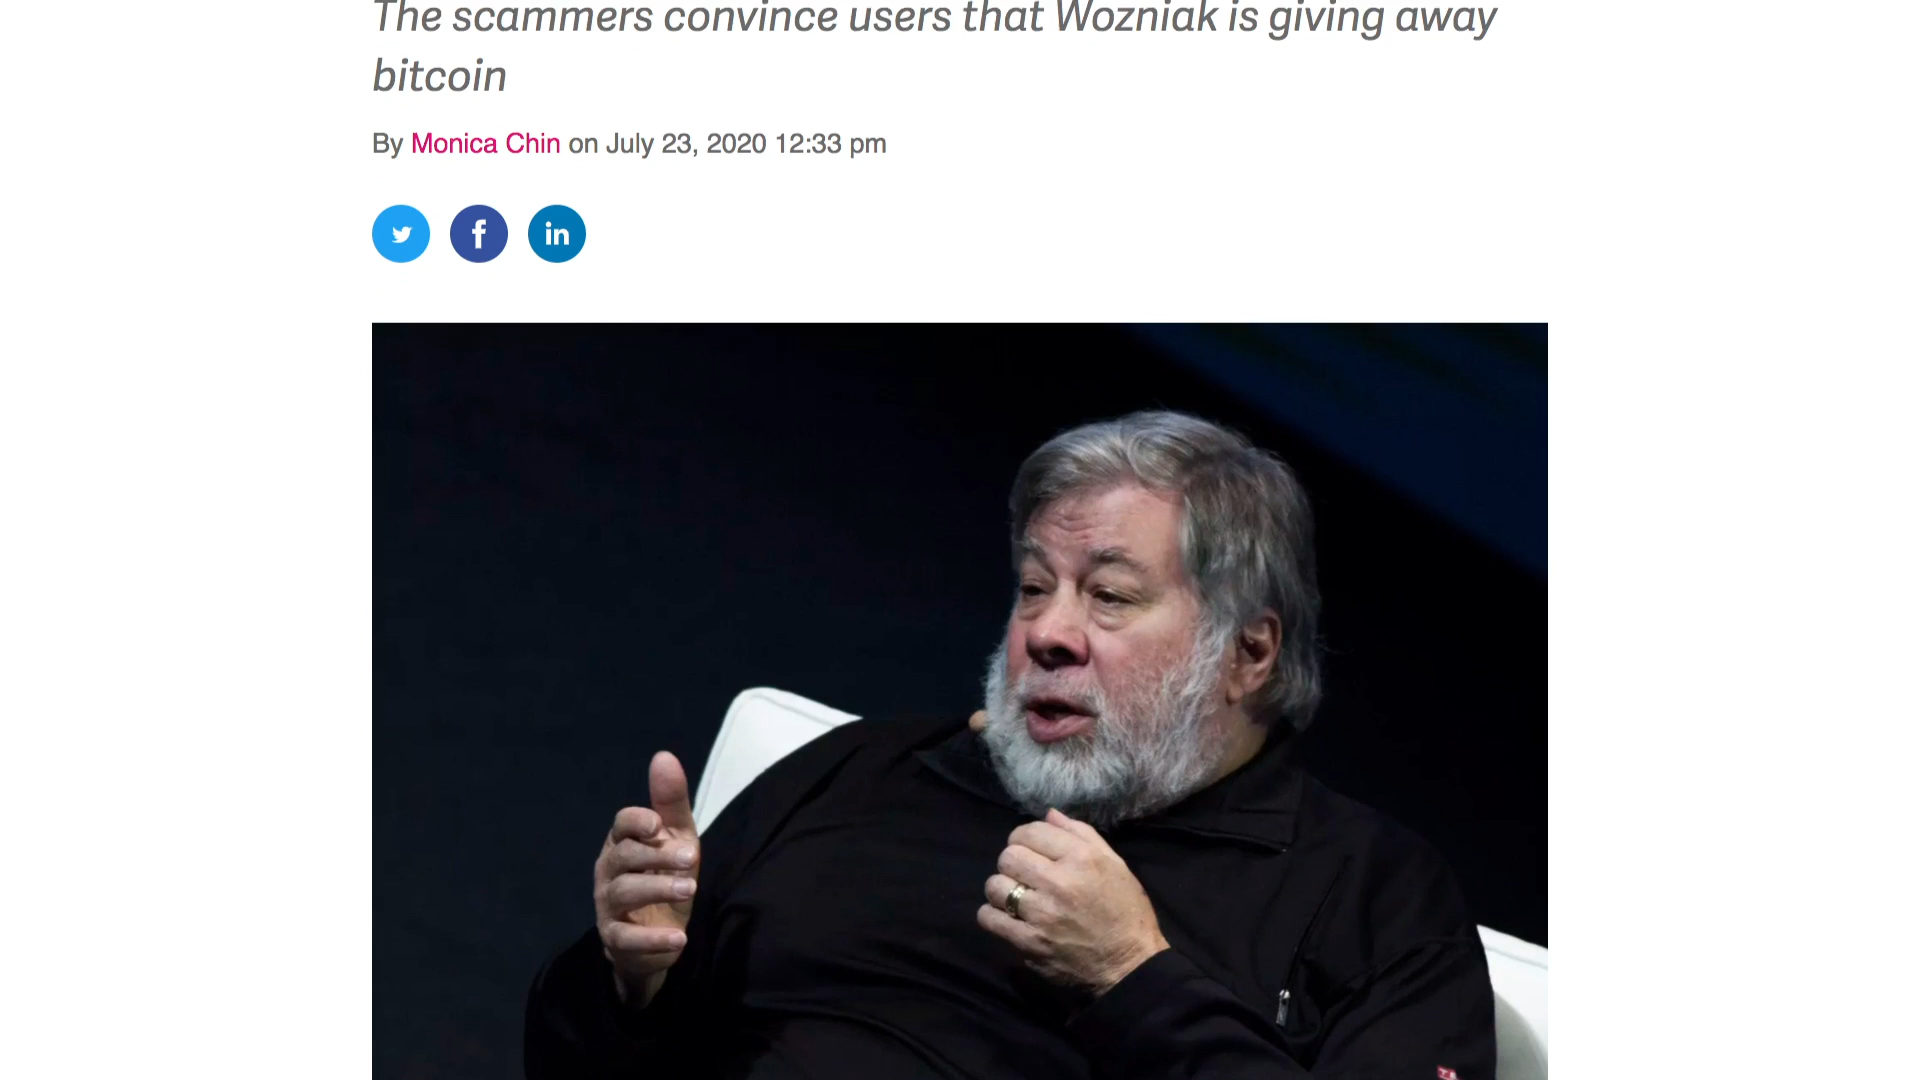 The scammers convince users that Wozniak is giving away
bitcoin
By Monica Chin on July 23, 2020 12:33 pm
f
in